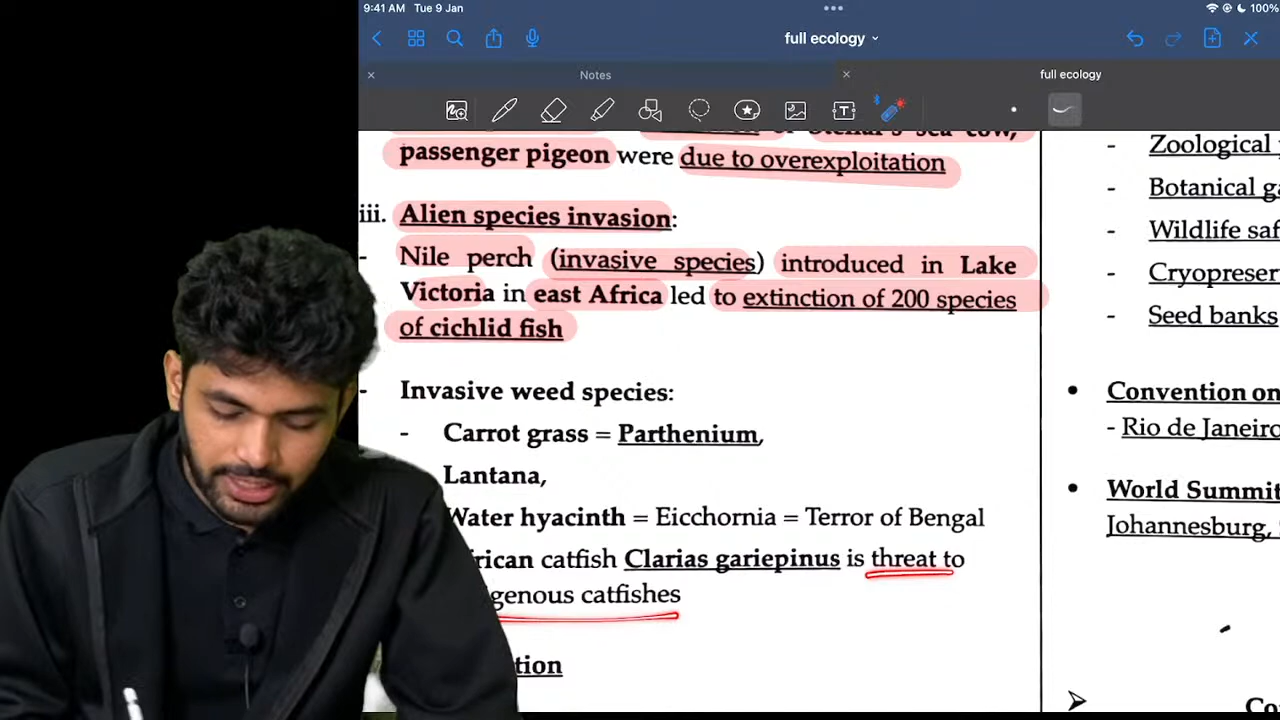 9:41 AM Tue 9 Jan
100%
full ecology
Notes
full ecology
Stellar's sea cow,
passenger pigeon were due to overexploitation
iii. Alien species invasion:
- Nile perch (invasive species) introduced in Lake
Victoria in east Africa led to extinction of 200 species
of cichlid fish
- Invasive weed species:
- Carrot grass = Parthenium,
Lantana,
Water hyacinth = Eicchornia = Terror of Bengal
rican catfish Clarias gariepinus is threat to
genous catfishes
tion
- Zoological
- Botanical ga
- Wildlife saf
- Cryopreser
- Seed banks
• Convention on
- Rio de Janeiro
• World Summit
Johannesburg,
Co